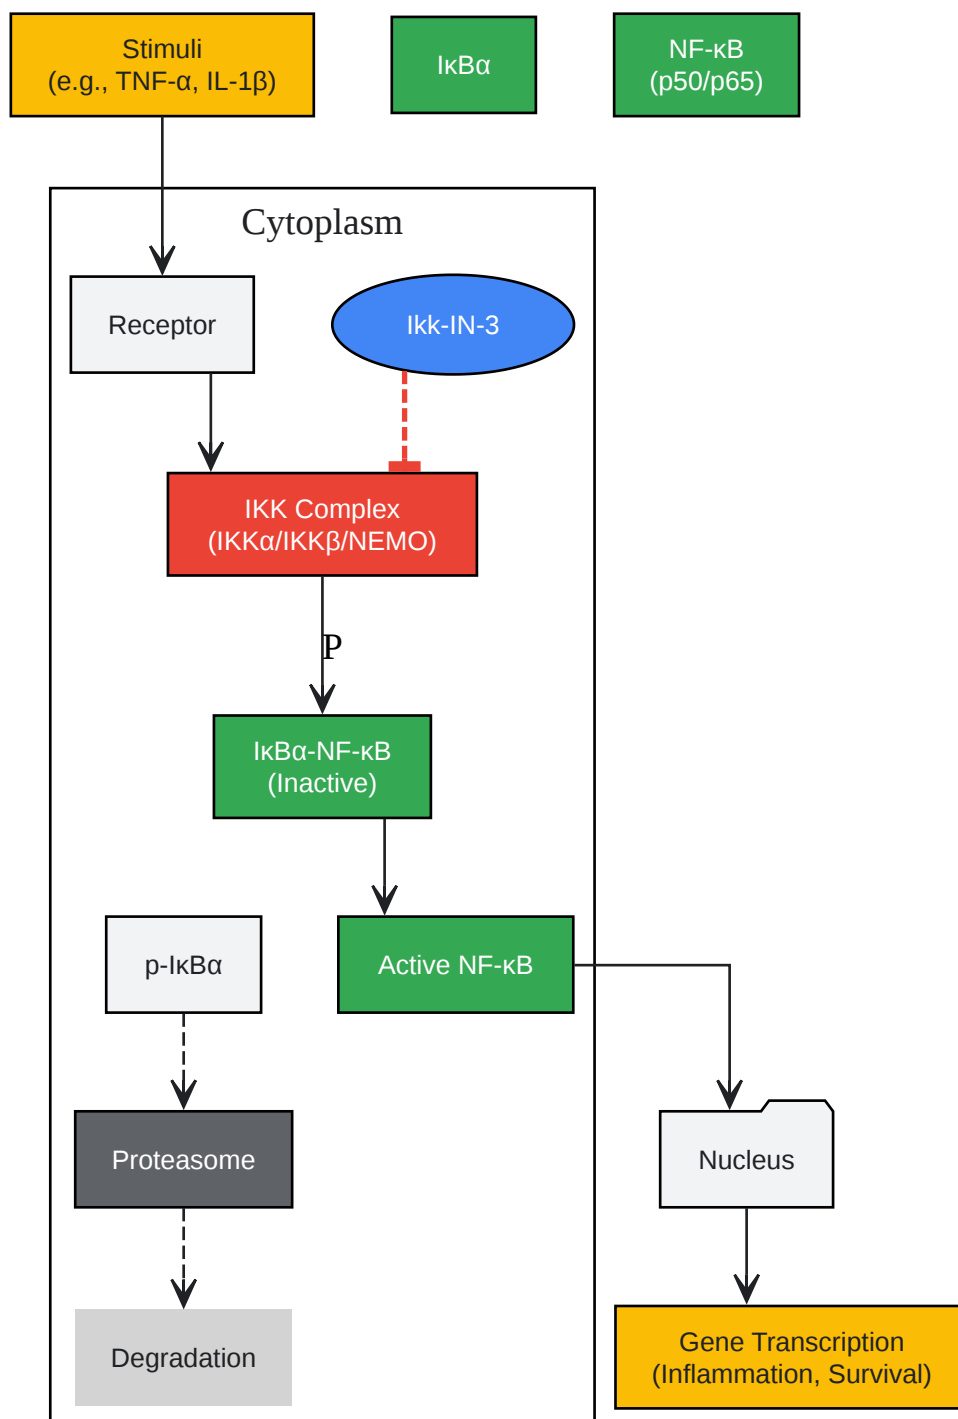 Stimuli
(e.g., TNF-α, IL-1β)
IκBα
NF-κB
(p50/p65)
Cytoplasm
Receptor
Ikk-IN-3
IKK Complex
(IKKα/IKKβ/NEMO)
P
IκBα-NF-κB
(Inactive)
p-IκBα
Active NF-κB
Proteasome
Nucleus
Degradation
Gene Transcription
(Inflammation, Survival)